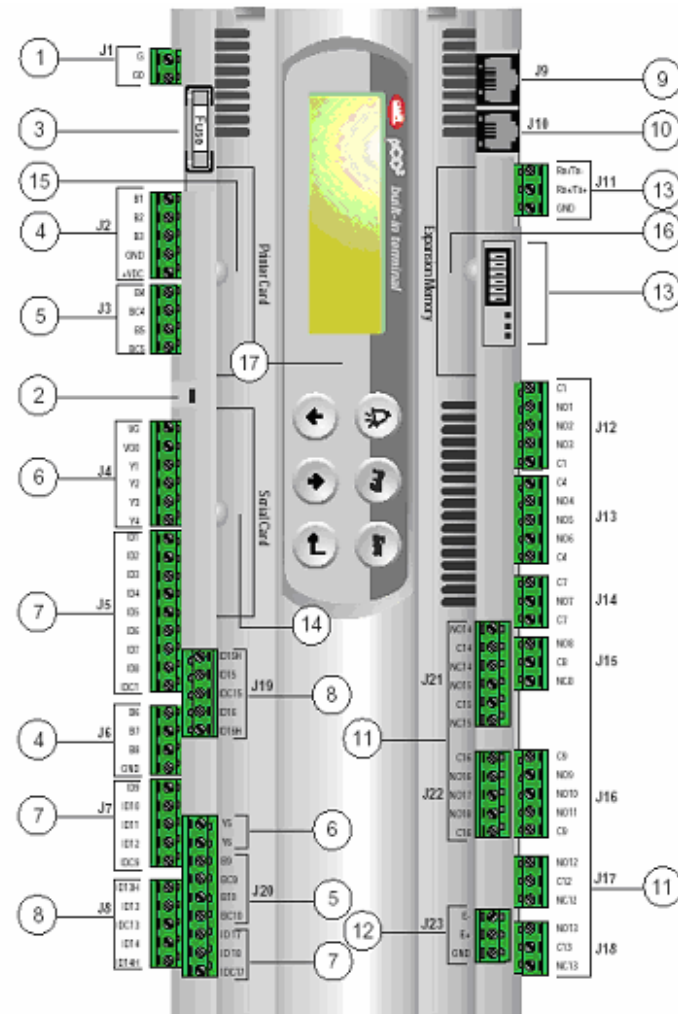 1
J1
G
G0
3
Fuse
15
4
J2
B1
B2
B3
GND
+VDC
5
J3
B4
BC4
B5
BC5
2
6
J4
VG
VG0
Y1
Y2
Y3
Y4
7
J5
ID1
ID2
ID3
ID4
ID5
ID6
ID7
ID8
IDC1
4
J6
B6
B7
B8
GND
7
J7
ID9
ID10
ID11
ID12
IDC9
8
J8
ID13H
ID13
IDC13
ID14
ID14H
Printer Card
Serial Card
17
14
J19
ID15H
ID15
IDC15
ID16
ID16H
8
J20
Y5
Y6
B9
BC9
B10
BC10
ID17
ID18
IDC17
6
5
7
pCO²
built-in terminal
Expansion Memory
J9
9
J10
10
J11
Rx-/Tx-
Rx+/Tx+
GND
13
16
13
J12
C1
NO1
NO2
NO3
C1
J13
C4
NO4
NO5
NO6
C4
J14
C7
NO7
C7
J15
NO8
C8
NC8
J21
NO14
C14
NC14
NO15
C15
NC15
11
J22
C16
NO16
NO17
NO18
C16
J16
C9
NO9
NO10
NO11
C9
J17
NO12
C12
NC12
11
J23
E-
E+
GND
12
J18
NO13
C13
NC13